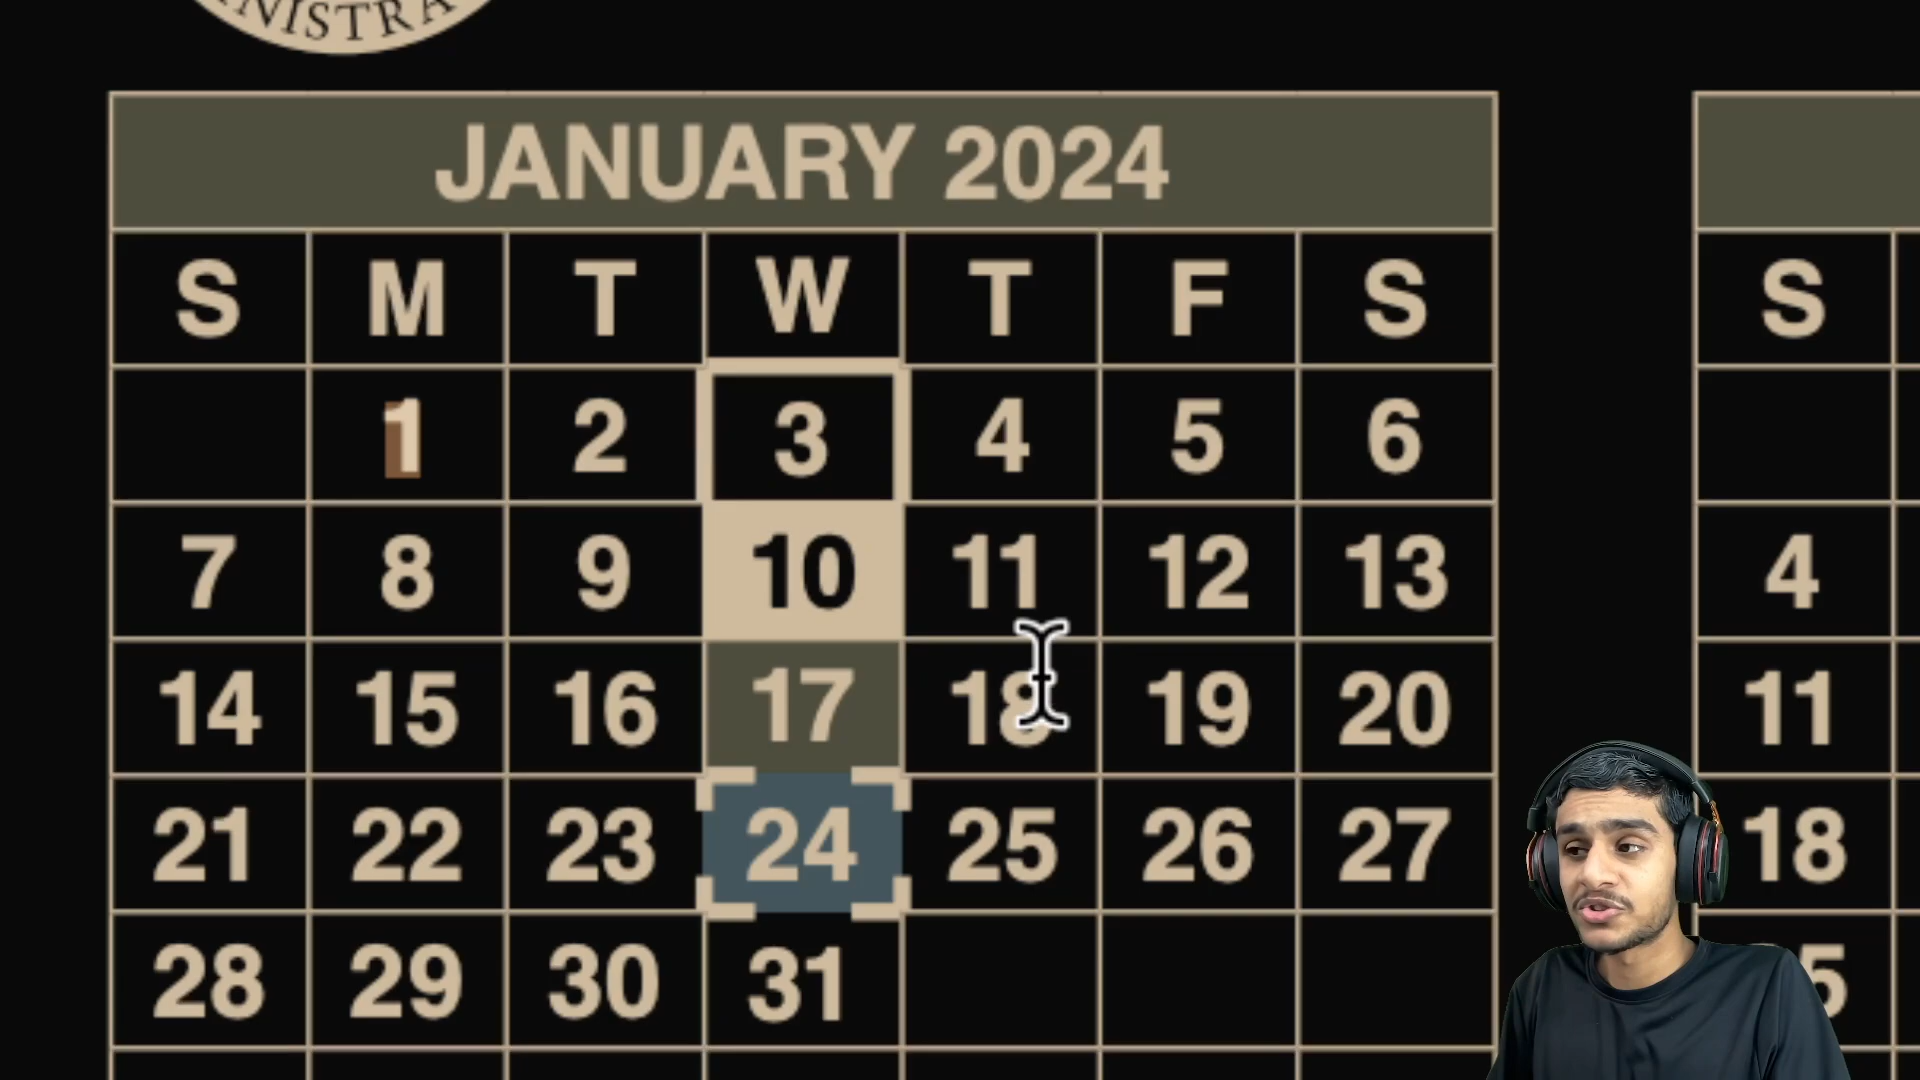 NISTRA
JANUARY 2024
S M T W T F S
1 2 3 4 5 6
7 8 9 10 11 12 13
14 15 16 17 18 19 20
21 22 23 24 25 26 27
28 29 30 31
S
4
11
18